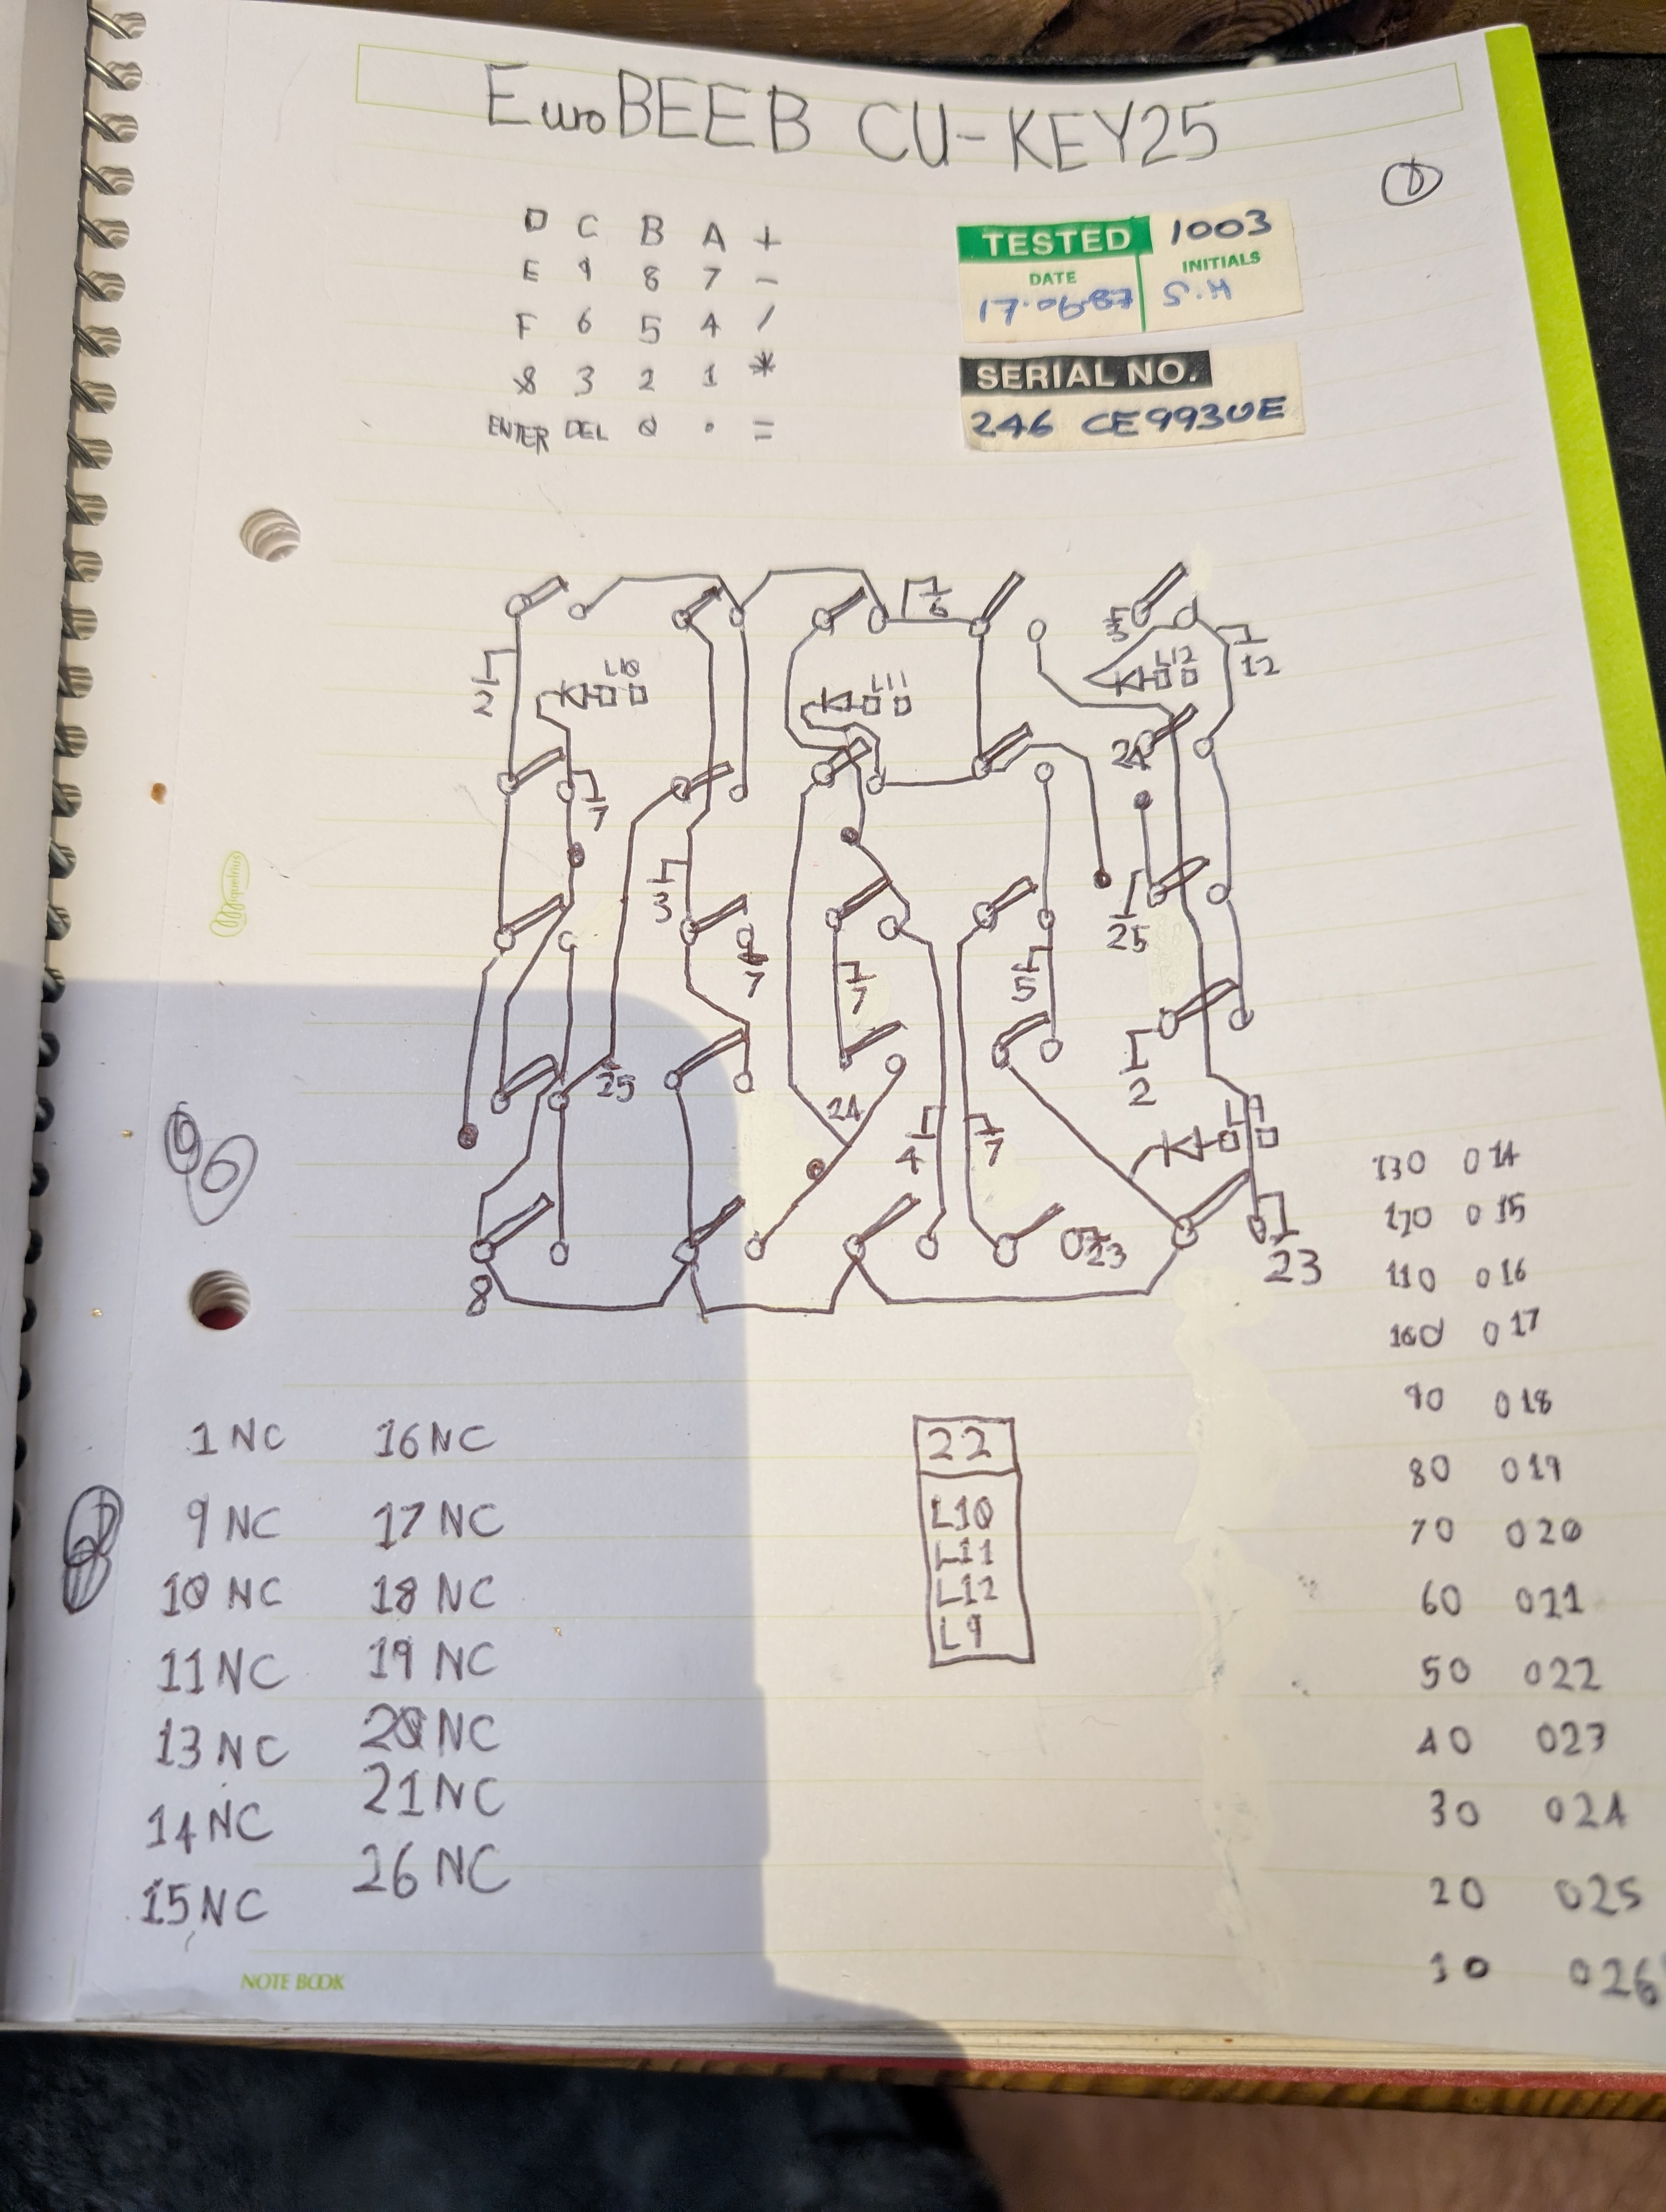 EuroBEEB CU-KEY25
D C B A +
E 9 8 7 -
F 6 5 4 /
3 2 1 *
ENTER DEL 0 . =
TESTED 1003
DATE INITIALS
17.06.87 S.H
SERIAL NO.
246 CE993UE
6
3 12
2 L10 L11 L12
24
7
3 25
7 7 5
25 2
24 4 7
8 23 23
130 014
120 015
110 016
160 017
90 018
80 019
70 020
60 021
50 022
40 023
30 024
20 025
10 026
1 NC 16 NC
9 NC 17 NC
10 NC 18 NC
11 NC 19 NC
13 NC 20 NC
14 NC 21 NC
15 NC 26 NC
22
L10
L11
L12
L9
NOTE BOOK